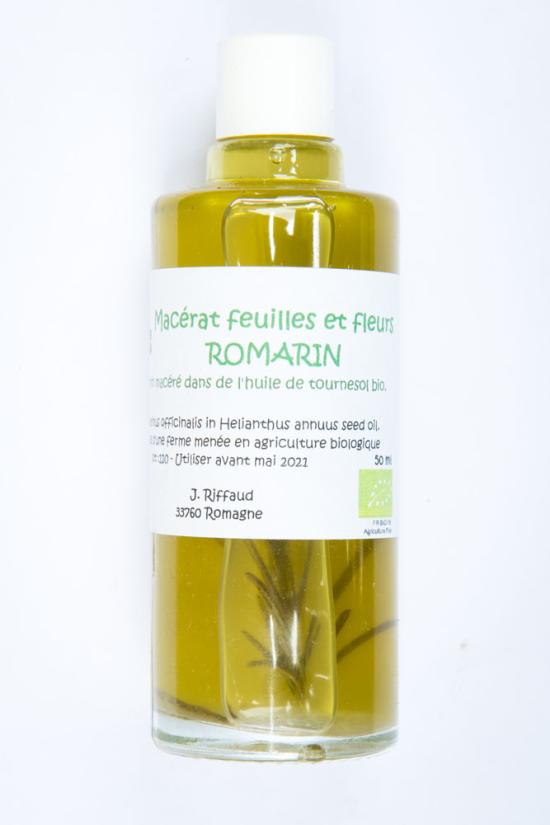 Macérat feuilles et fleurs
ROMARIN
macéré dans de l'huile de tournesol bio.
officinalis in Helianthus annuus seed oil.
d'une ferme menée en agriculture biologique
- Utiliser avant mai 2021
50 ml
J. Riffaud
33760 Romagne